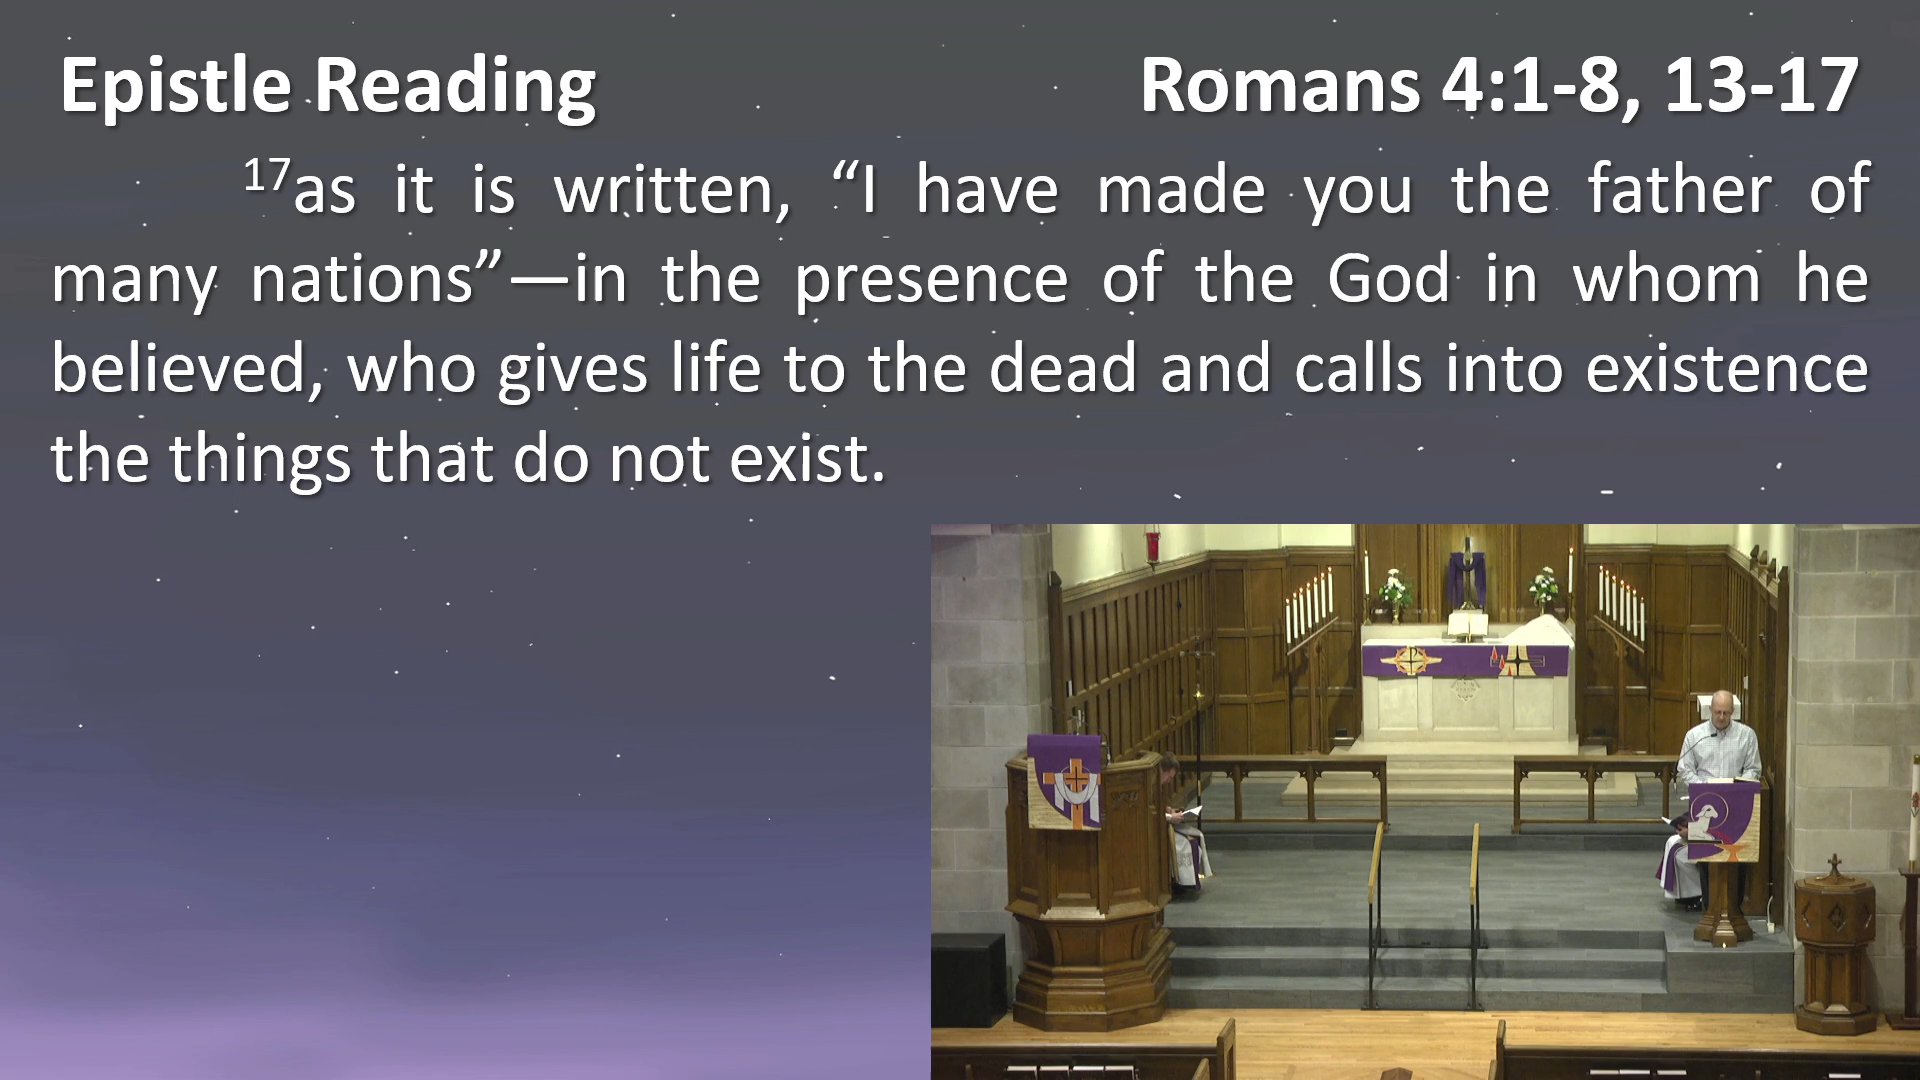 Epistle Reading Romans 4:1-8, 13-17
17as it is written, “I have made you the father of
many nations”—in the presence of the God in whom he
believed, who gives life to the dead and calls into existence
the things that do not exist.